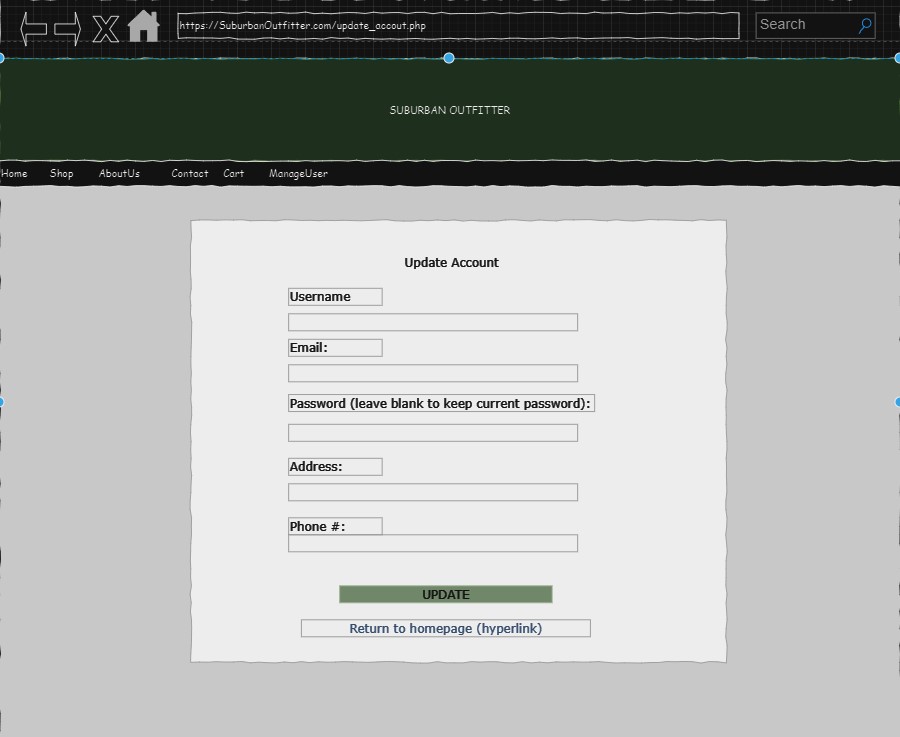 X
https://SuburbanOutfitter.com/update_accout.php
Search
SUBURBAN OUTFITTER
Home Shop AboutUs Contact Cart ManageUser
Update Account
Username
Email:
Password (leave blank to keep current password):
Address:
Phone #:
UPDATE
Return to homepage (hyperlink)